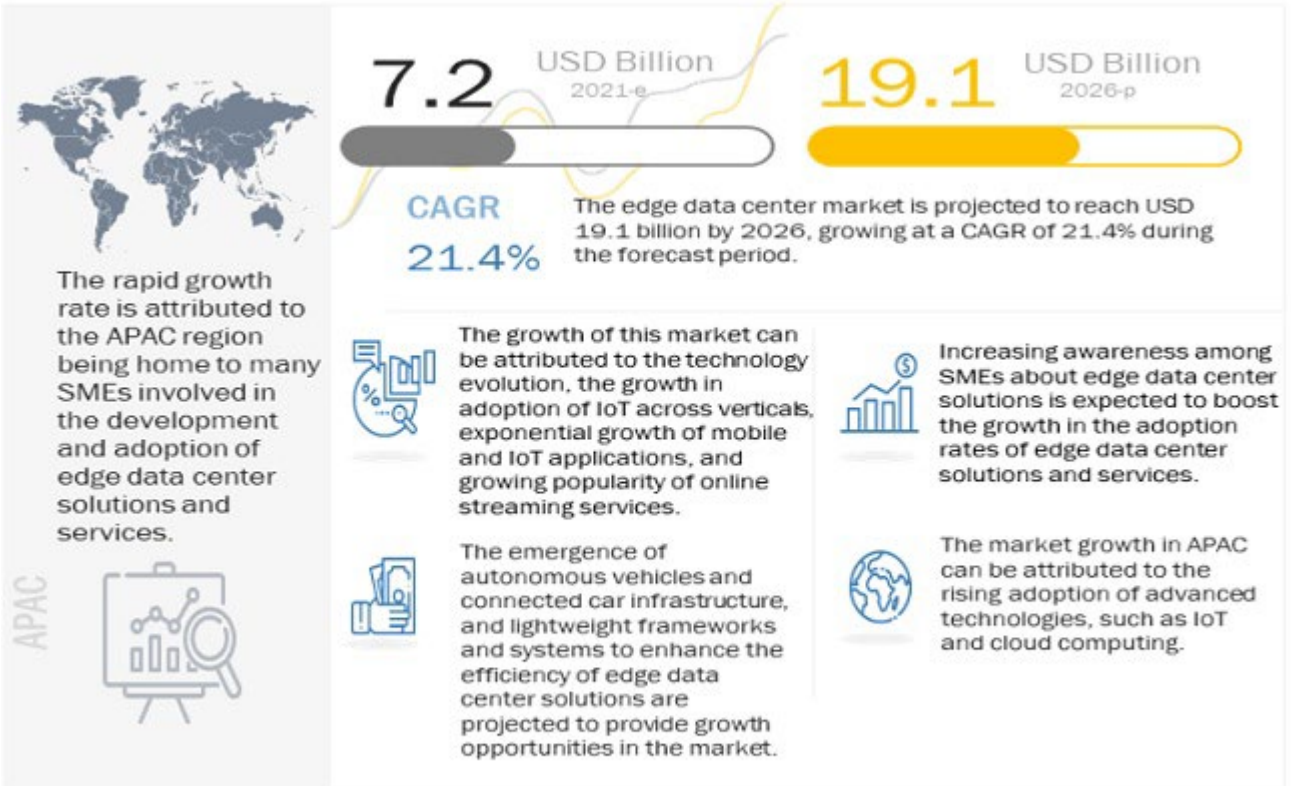 7.2
USD Billion
2021-e
19.1
USD Billion
2026-p
CAGR
21.4%
The edge data center market is projected to reach USD
19.1 billion by 2026, growing at a CAGR of 21.4% during
the forecast period.
The rapid growth
rate is attributed to
the APAC region
being home to many
SMEs involved in
the development
and adoption of
edge data center
solutions and
services.
APAC
The growth of this market can
be attributed to the technology
evolution, the growth in
adoption of IoT across verticals,
exponential growth of mobile
and IoT applications, and
growing popularity of online
streaming services.
Increasing awareness among
SMEs about edge data center
solutions is expected to boost
the growth in the adoption
rates of edge data center
solutions and services.
The emergence of
autonomous vehicles and
connected car infrastructure,
and lightweight frameworks
and systems to enhance the
efficiency of edge data
center solutions are
projected to provide growth
opportunities in the market.
The market growth in APAC
can be attributed to the
rising adoption of advanced
technologies, such as IoT
and cloud computing.